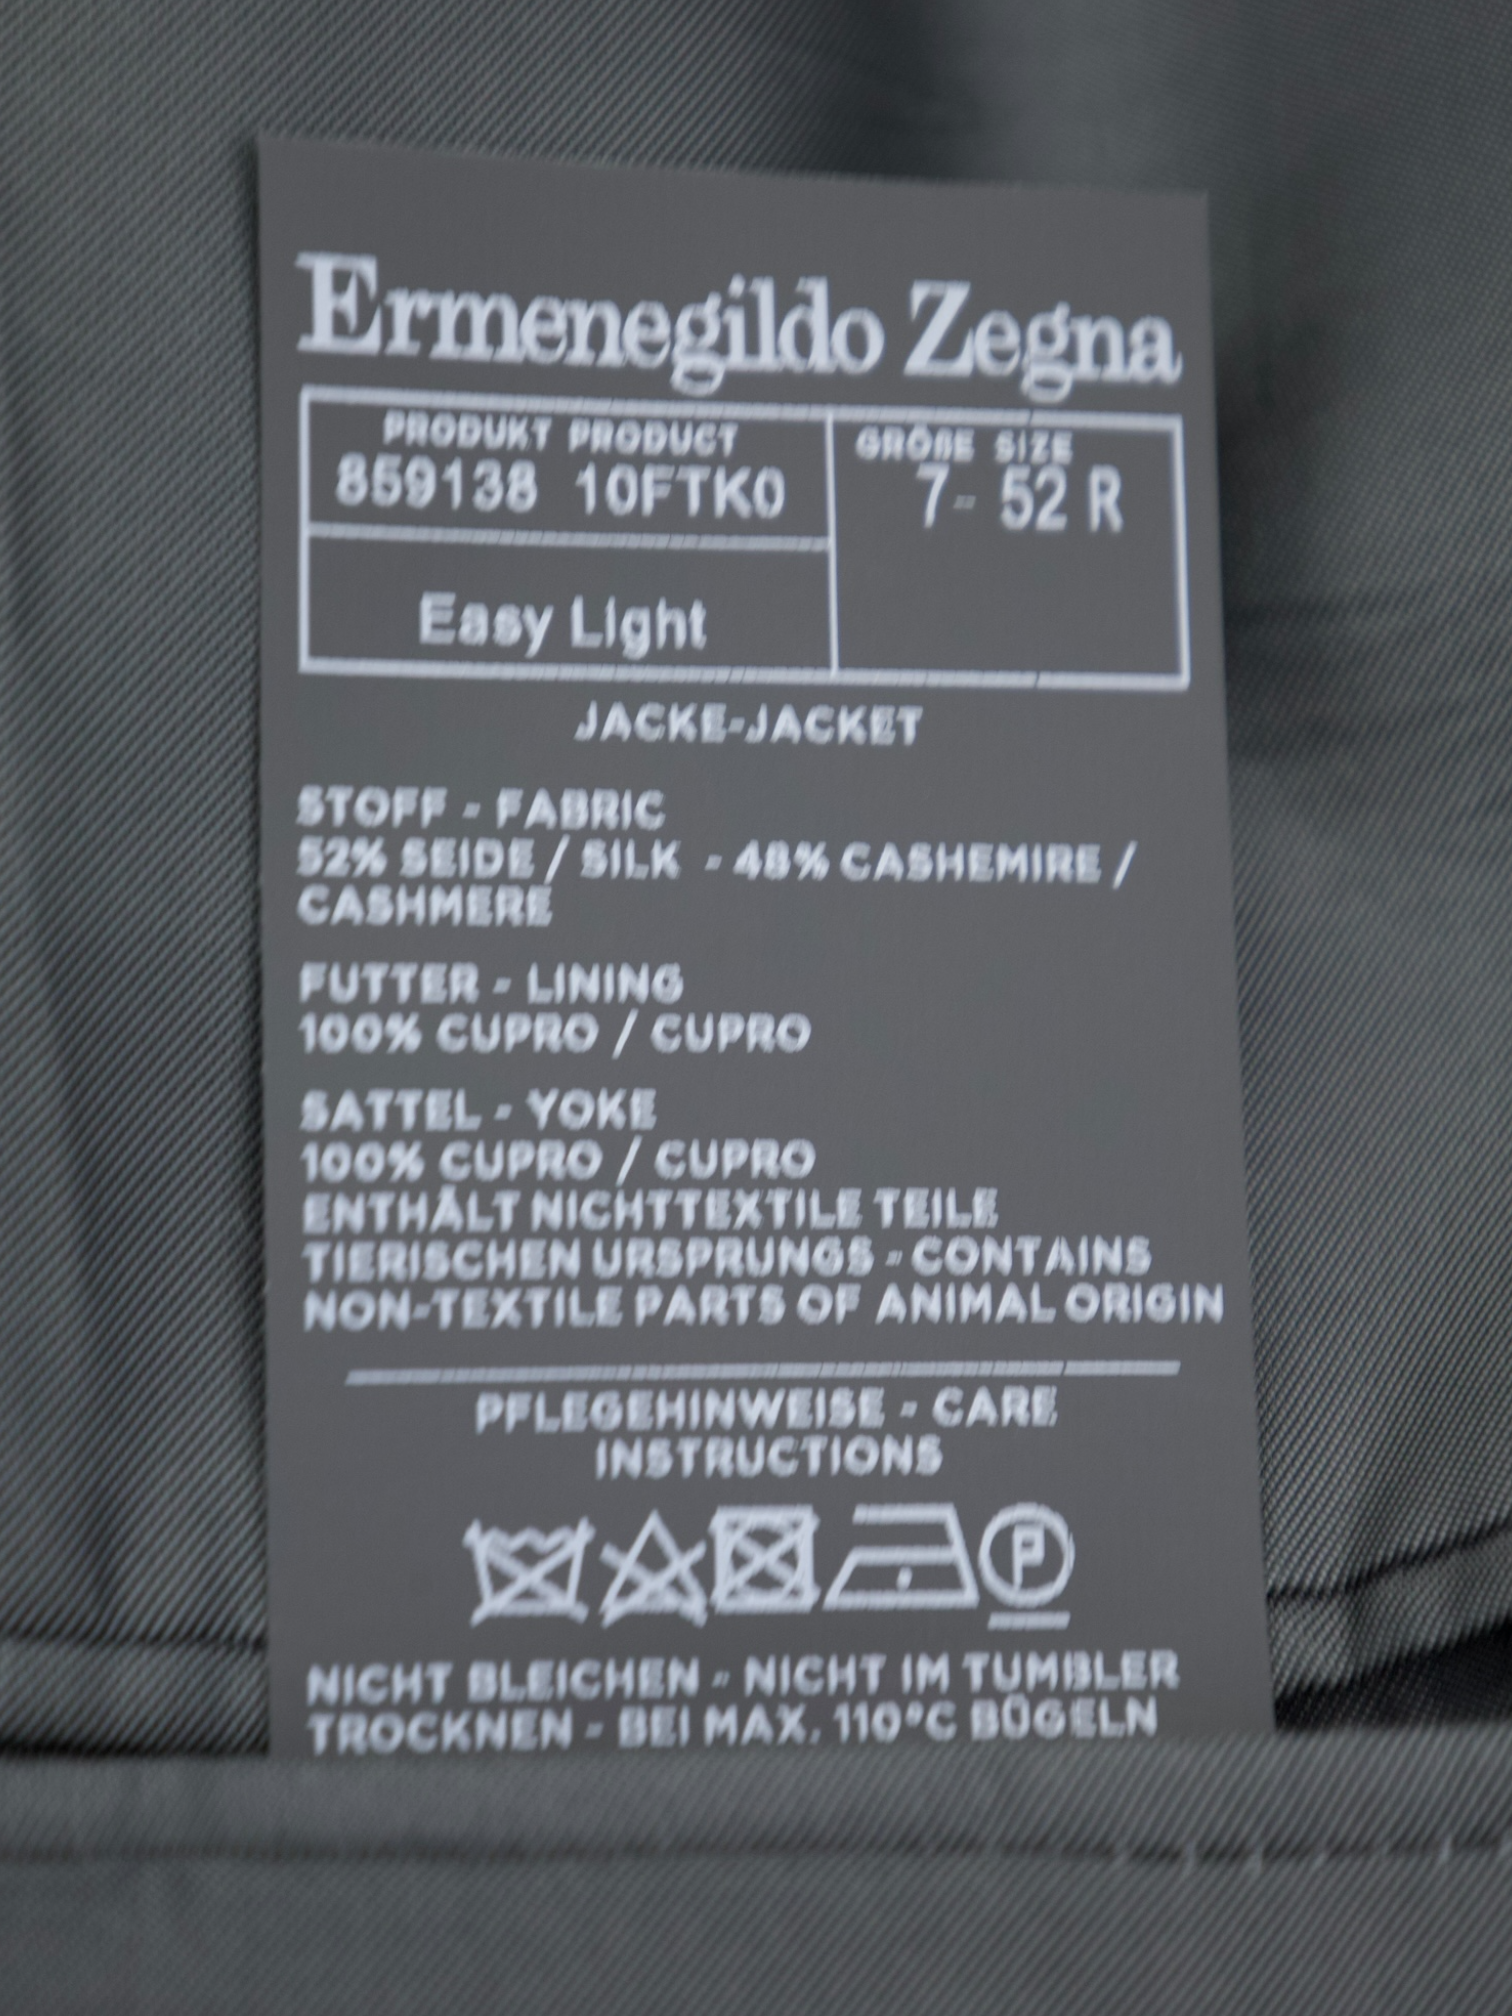 Ermenegildo Zegna
PRODUKT PRODUCT
859138 10FTK0
GRÖßE SIZE
7- 52 R
Easy Light
JACKE-JACKET
STOFF - FABRIC
52% SEIDE / SILK - 48% CASHEMIRE /
CASHMERE
FUTTER - LINING
100% CUPRO / CUPRO
SATTEL - YOKE
100% CUPRO / CUPRO
ENTHÄLT NICHTTEXTILE TEILE
TIERISCHEN URSPRUNGS - CONTAINS
NON-TEXTILE PARTS OF ANIMAL ORIGIN
PFLEGEHINWEISE - CARE
INSTRUCTIONS
P
NICHT BLEICHEN - NICHT IM TUMBLER
TROCKNEN - BEI MAX. 110°C BÜGELN